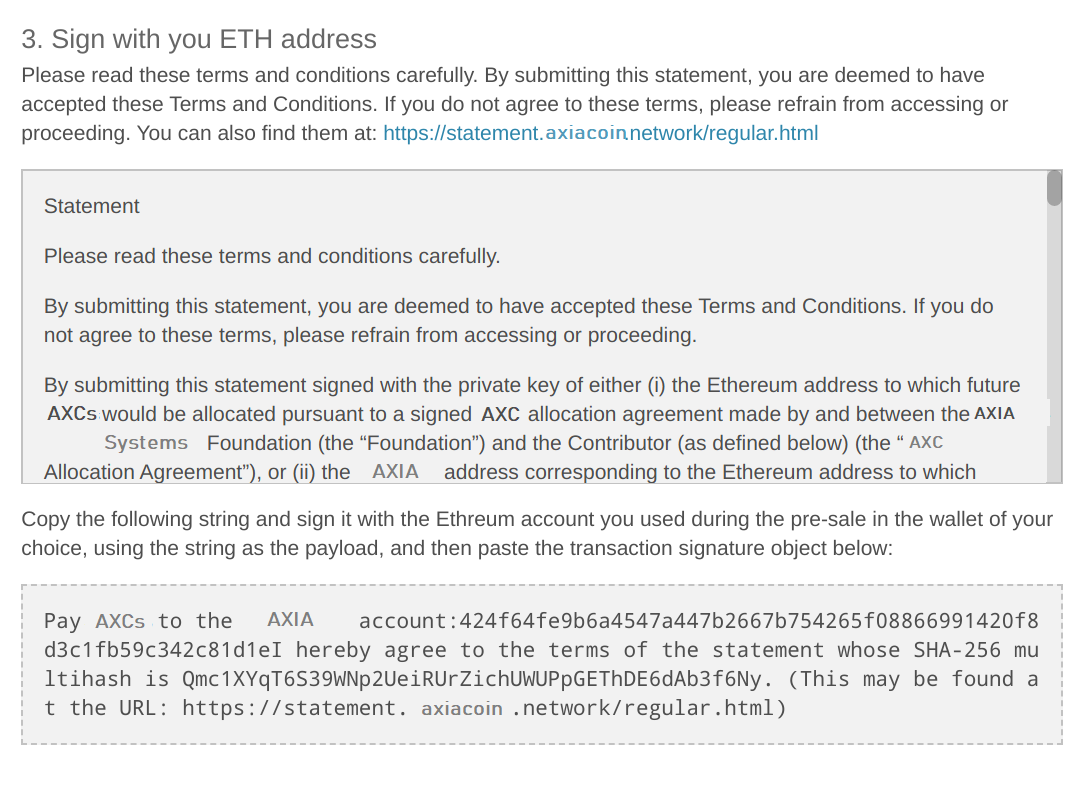 3. Sign with you ETH address
Please read these terms and conditions carefully. By submitting this statement, you are deemed to have
accepted these Terms and Conditions. If you do not agree to these terms, please refrain from accessing or
proceeding. You can also find them at: https://statement.axiacoin.network/regular.html
Statement
Please read these terms and conditions carefully.
By submitting this statement, you are deemed to have accepted these Terms and Conditions. If you do
not agree to these terms, please refrain from accessing or proceeding.
By submitting this statement signed with the private key of either (i) the Ethereum address to which future
AXCs would be allocated pursuant to a signed AXC allocation agreement made by and between the AXIA
Systems Foundation (the “Foundation”) and the Contributor (as defined below) (the “ AXC
Allocation Agreement”), or (ii) the AXIA address corresponding to the Ethereum address to which
Copy the following string and sign it with the Ethreum account you used during the pre-sale in the wallet of your
choice, using the string as the payload, and then paste the transaction signature object below:
Pay AXCs to the AXIA account:424f64fe9b6a4547a447b2667b754265f08866991420f8
d3c1fb59c342c81d1eI hereby agree to the terms of the statement whose SHA-256 mu
ltihash is Qmc1XYqT6S39WNp2UeiRUrZichUWUPpGEThDE6dAb3f6Ny. (This may be found a
t the URL: https://statement. axiacoin .network/regular.html)